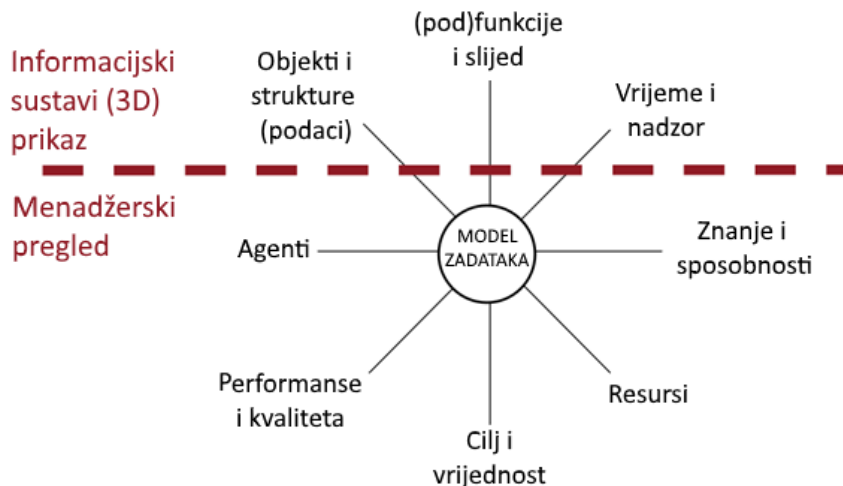 (pod)funkcije
i slijed
Informacijski
sustavi (3D)
prikaz
Objekti i
strukture
(podaci)
Vrijeme i
nadzor
Menadžerski
pregled
Agenti
MODEL
ZADATAKA
Znanje i
sposobnosti
Performanse
i kvaliteta
Resursi
Cilj i
vrijednost